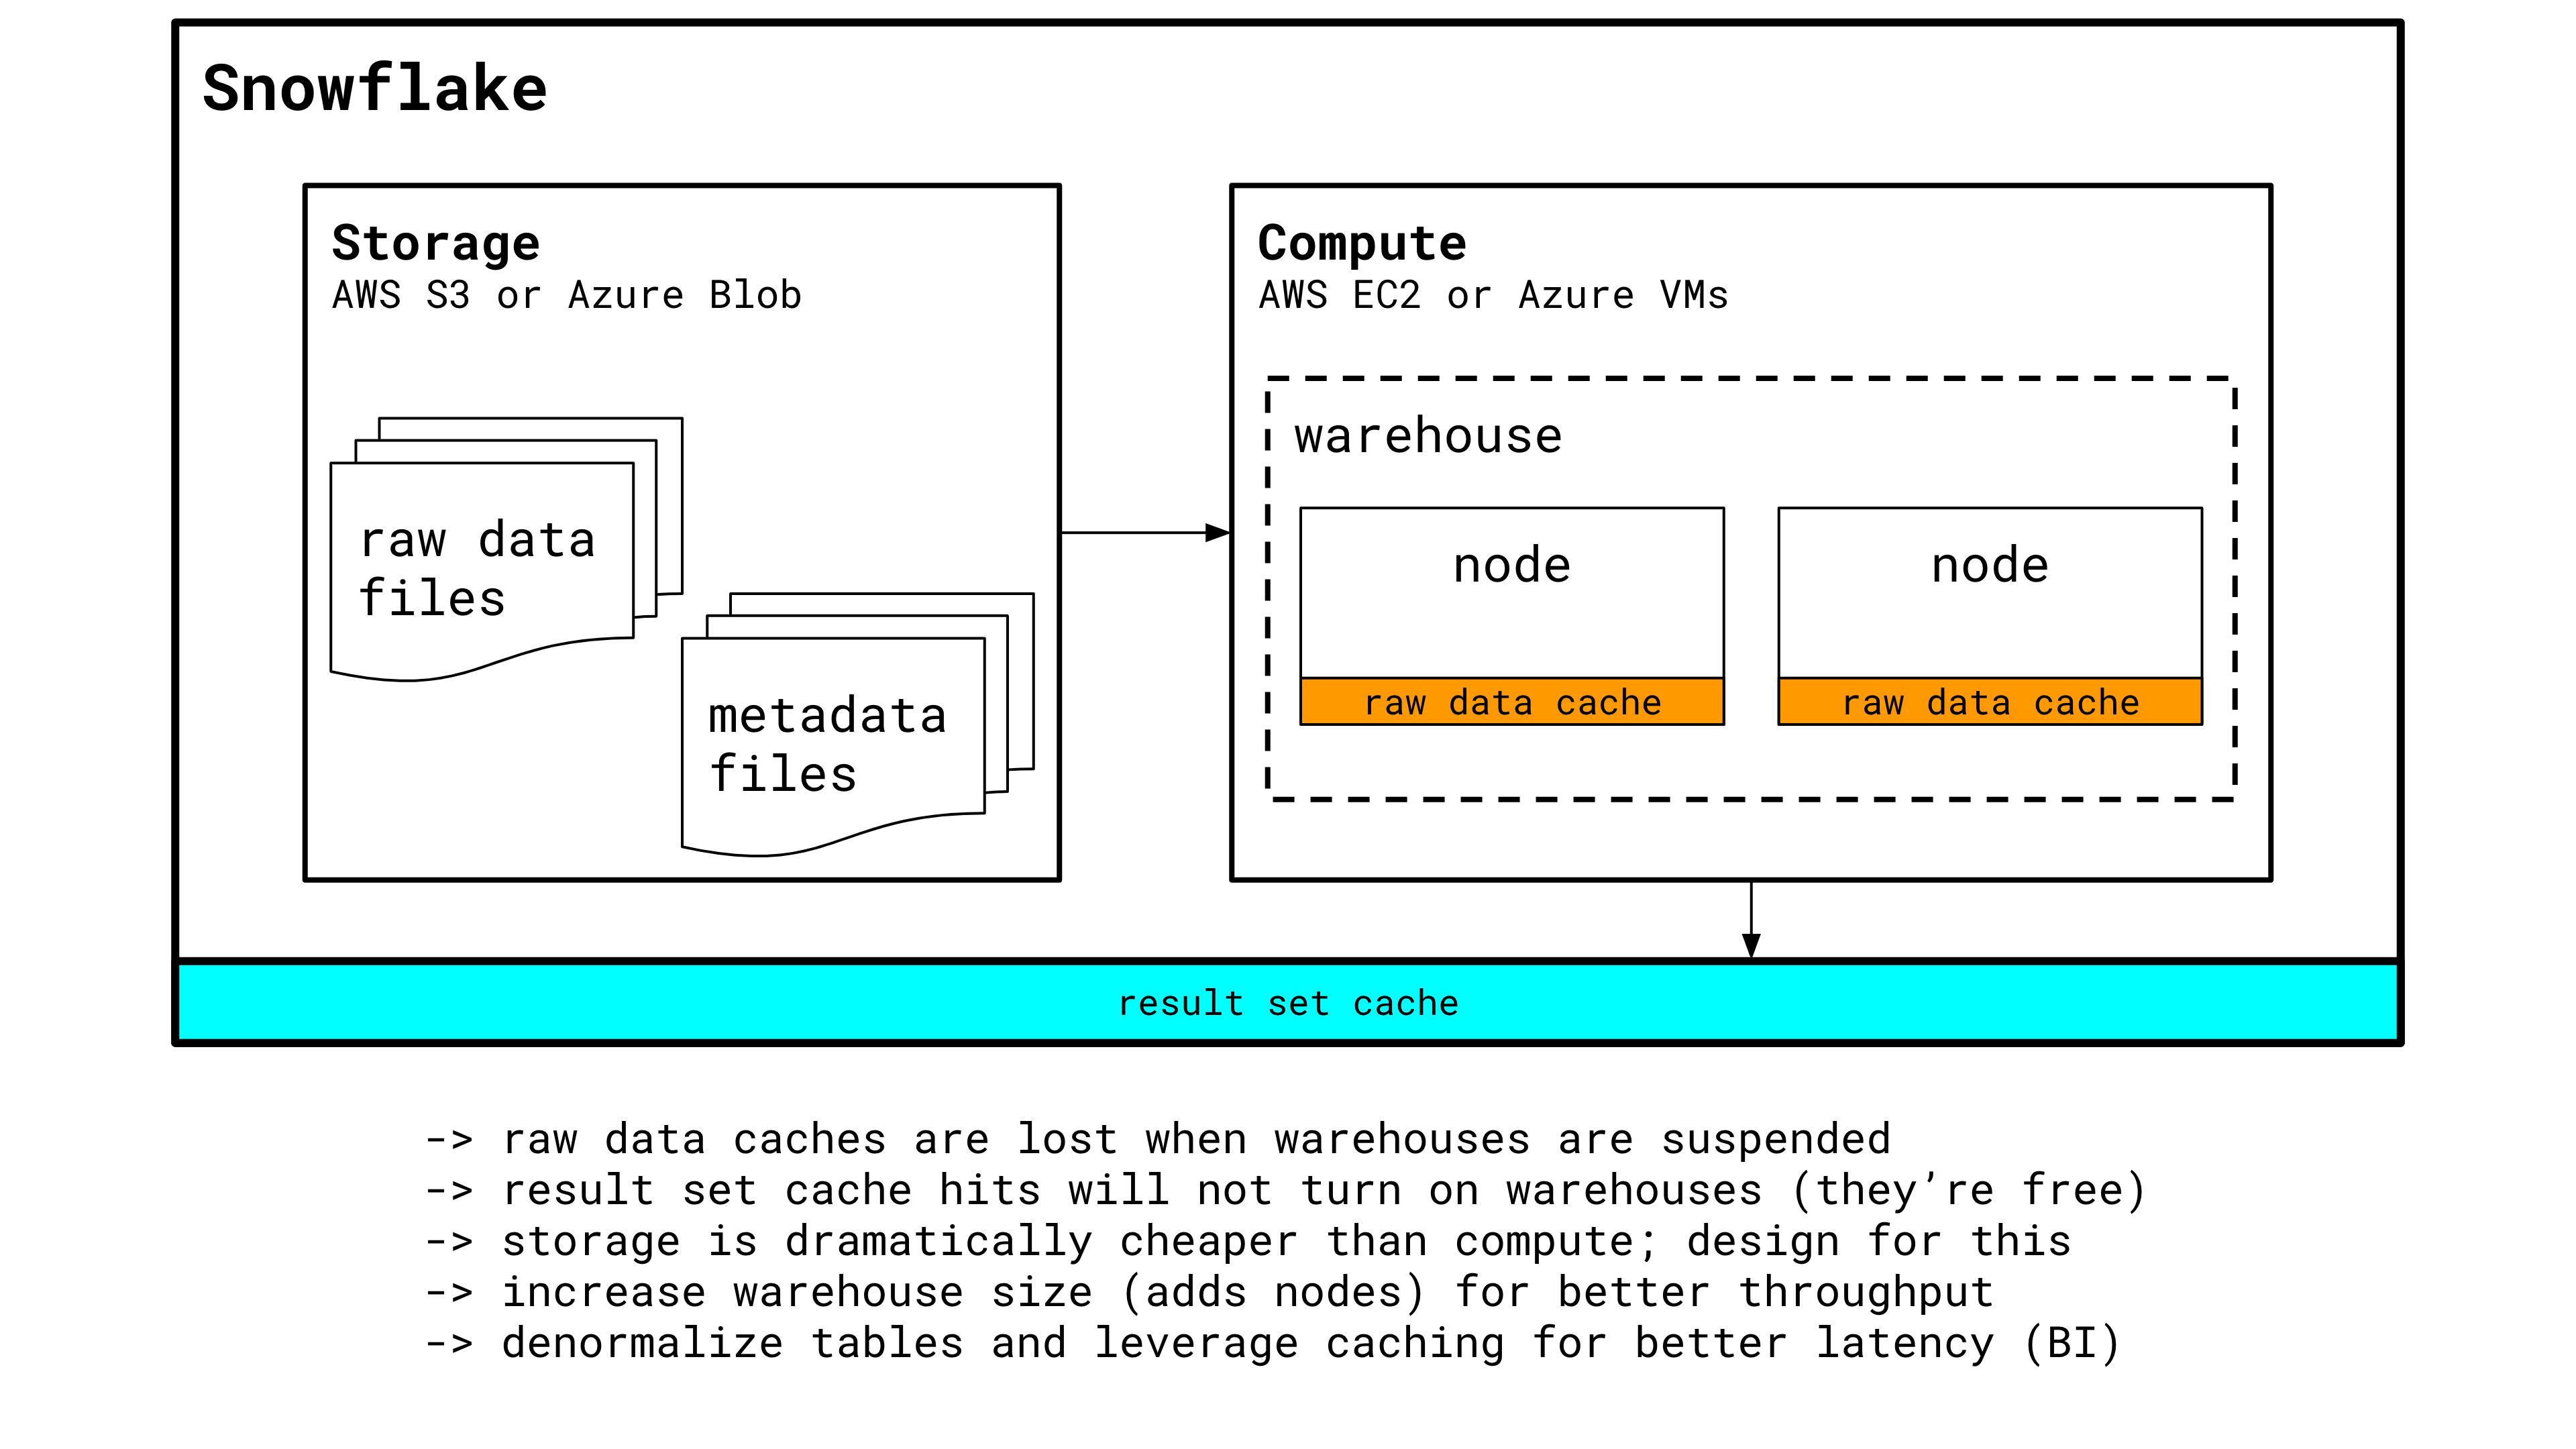 Snowflake
Storage
AWS S3 or Azure Blob
raw data
files
metadata
files
Compute
AWS EC2 or Azure VMs
warehouse
node
raw data cache
node
raw data cache
result set cache
-> raw data caches are lost when warehouses are suspended
-> result set cache hits will not turn on warehouses (they’re free)
-> storage is dramatically cheaper than compute; design for this
-> increase warehouse size (adds nodes) for better throughput
-> denormalize tables and leverage caching for better latency (BI)